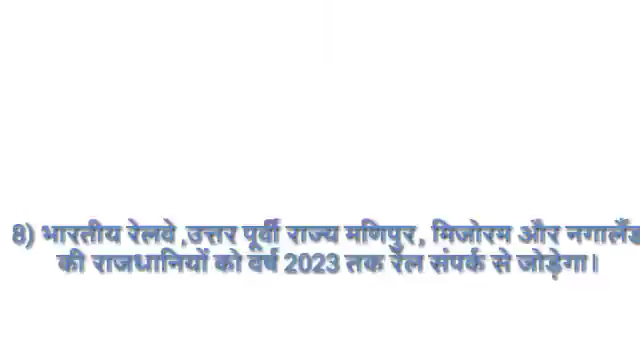 8) भारतीय रेलवे ,उत्तर पूर्वी राज्य मणिपुर, मिजोरम और नगालैंड
की राजधानियों को वर्ष 2023 तक रेल संपर्क से जोड़ेगा।